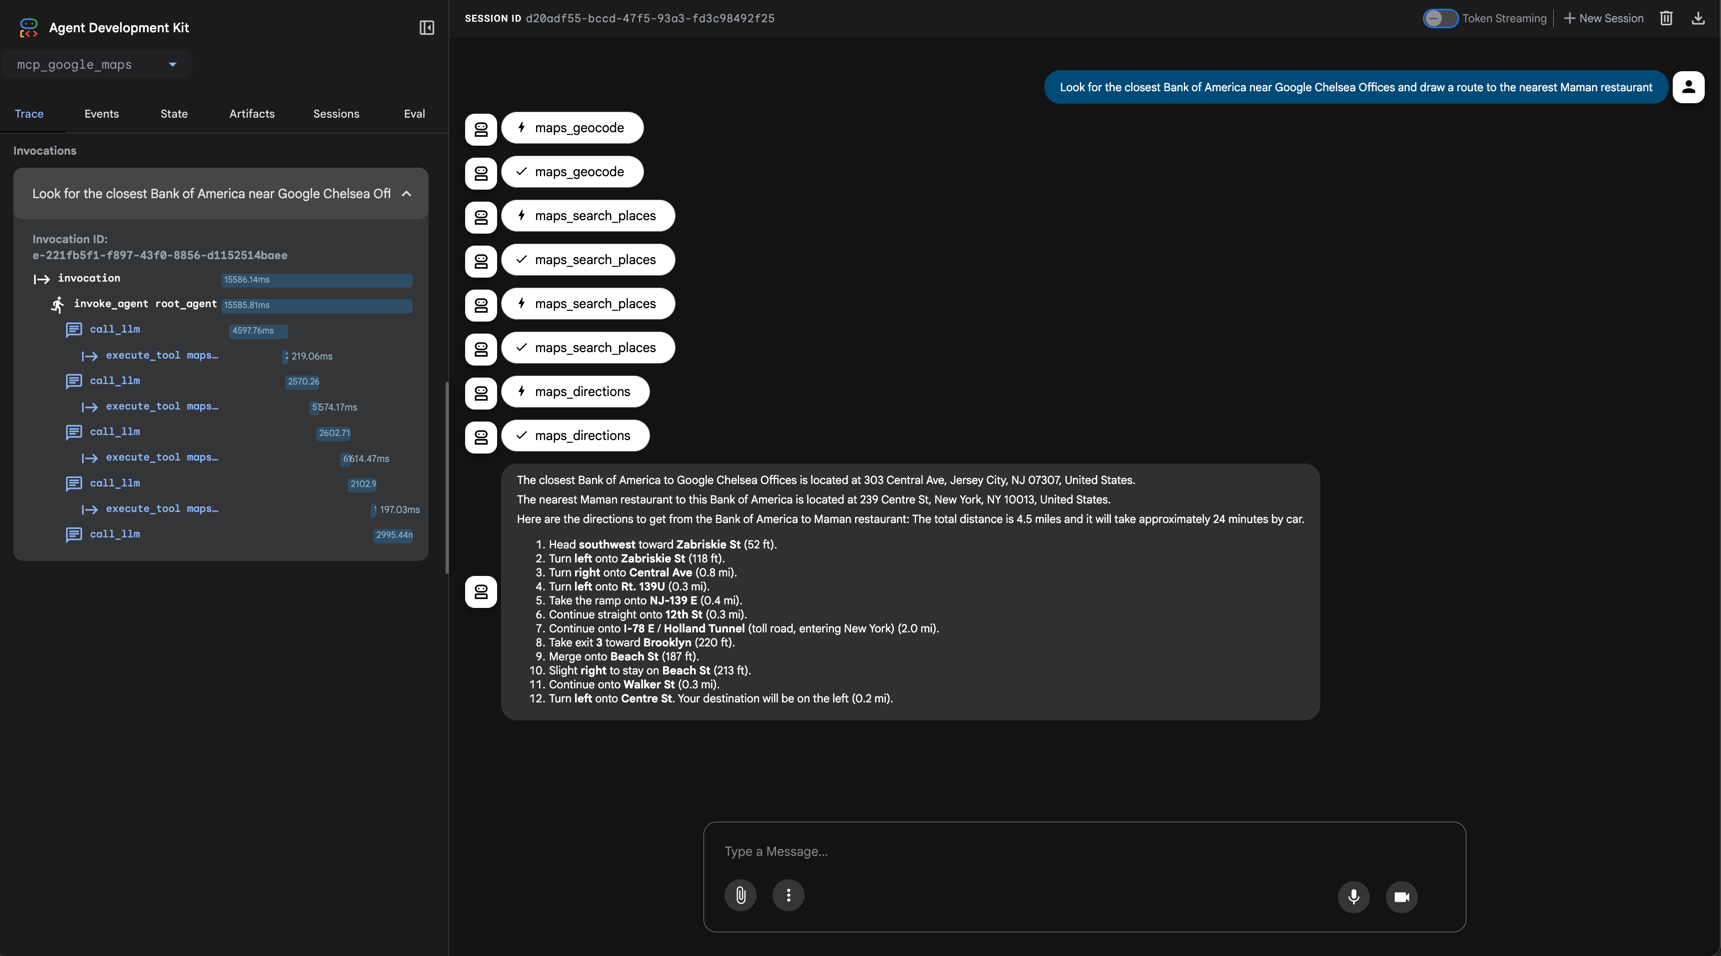 Agent Development Kit
mcp_google_maps
Trace
Events
State
Artifacts
Sessions
Eval
Invocations
Look for the closest Bank of America near Google Chelsea Off
Invocation ID:
e-221fb5f1-f897-43f0-8856-d1152514baee
invocation 15586.14ms
invoke_agent root_agent 15585.81ms
call_llm 4597.76ms
execute_tool maps… 219.06ms
call_llm 2570.26
execute_tool maps… 574.17ms
call_llm 2602.71
execute_tool maps… 614.47ms
call_llm 2102.9
execute_tool maps… 197.03ms
call_llm 2995.44m
SESSION ID d20adf55-bccd-47f5-93a3-fd3c98492f25
Token Streaming
New Session
Look for the closest Bank of America near Google Chelsea Offices and draw a route to the nearest Maman restaurant
maps_geocode
maps_geocode
maps_search_places
maps_search_places
maps_search_places
maps_search_places
maps_directions
maps_directions
The closest Bank of America to Google Chelsea Offices is located at 303 Central Ave, Jersey City, NJ 07307, United States.
The nearest Maman restaurant to this Bank of America is located at 239 Centre St, New York, NY 10013, United States.
Here are the directions to get from the Bank of America to Maman restaurant: The total distance is 4.5 miles and it will take approximately 24 minutes by car.
1. Head southwest toward Zabriskie St (52 ft).
2. Turn left onto Zabriskie St (118 ft).
3. Turn right onto Central Ave (0.8 mi).
4. Turn left onto Rt. 139U (0.3 mi).
5. Take the ramp onto NJ-139 E (0.4 mi).
6. Continue straight onto 12th St (0.3 mi).
7. Continue onto I-78 E / Holland Tunnel (toll road, entering New York) (2.0 mi).
8. Take exit 3 toward Brooklyn (220 ft).
9. Merge onto Beach St (187 ft).
10. Slight right to stay on Beach St (213 ft).
11. Continue onto Walker St (0.3 mi).
12. Turn left onto Centre St. Your destination will be on the left (0.2 mi).
Type a Message...